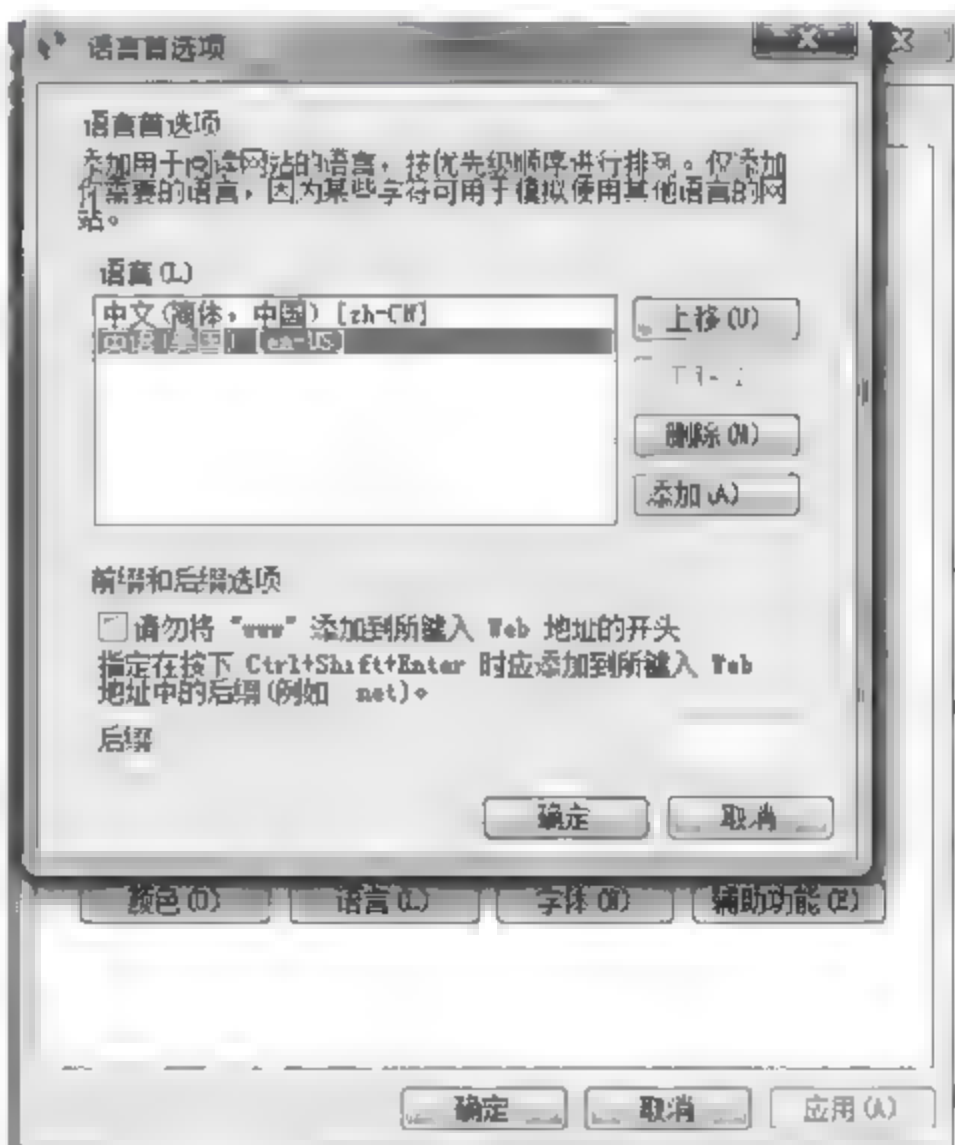 语言首选项
语言首选项
添加用于阅读网站的语言，按优先级顺序进行排列。仅添加
你需要的语言，因为某些字符可用于模拟使用其他语言的网
站。
语言(L)
中文(简体，中国) [zh-CN]
英语(美国) [en-US]
上移(U)
删除(M)
添加(A)
前缀和后缀选项
请勿将 "www" 添加到所键入 Web 地址的开头
指定在按下 Ctrl+Shift+Enter 时应添加到所键入 Web
地址中的后缀(例如 net)。
后缀
确定
取消
颜色(O)
语言(L)
字体(N)
辅助功能(E)
确定
取消
应用(A)